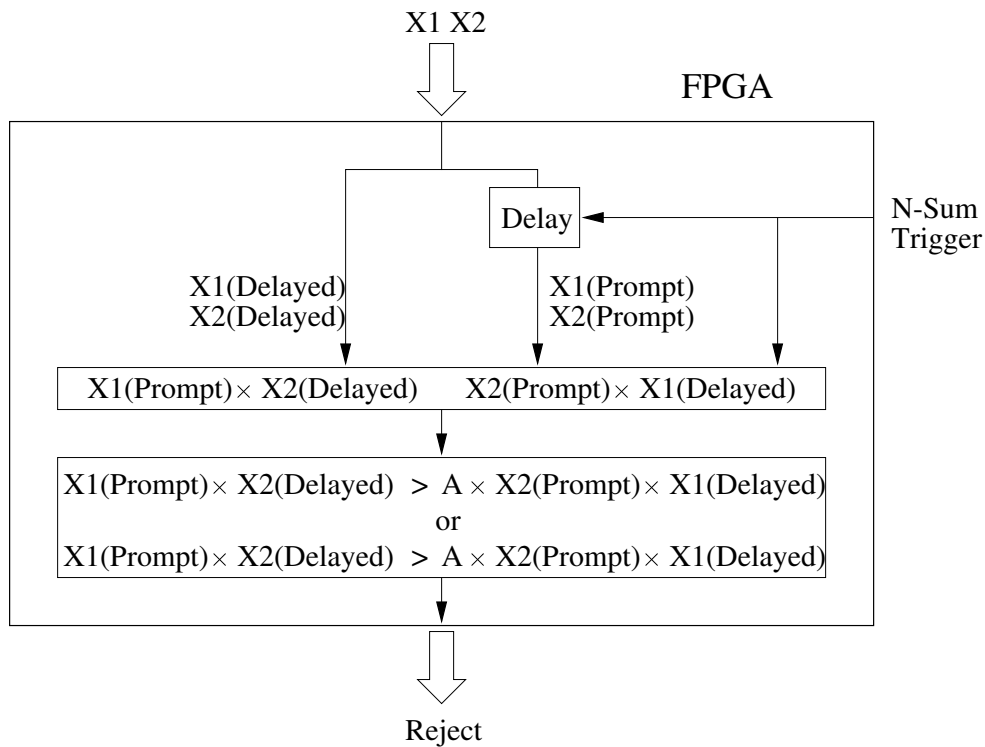 X1 X2
FPGA
Delay
N-Sum
Trigger
X1(Delayed)
X2(Delayed)
X1(Prompt)
X2(Prompt)
X1(Prompt)× X2(Delayed) X2(Prompt)× X1(Delayed)
X1(Prompt)× X2(Delayed) > A × X2(Prompt)× X1(Delayed)
or
X1(Prompt)× X2(Delayed) > A × X2(Prompt)× X1(Delayed)
Reject